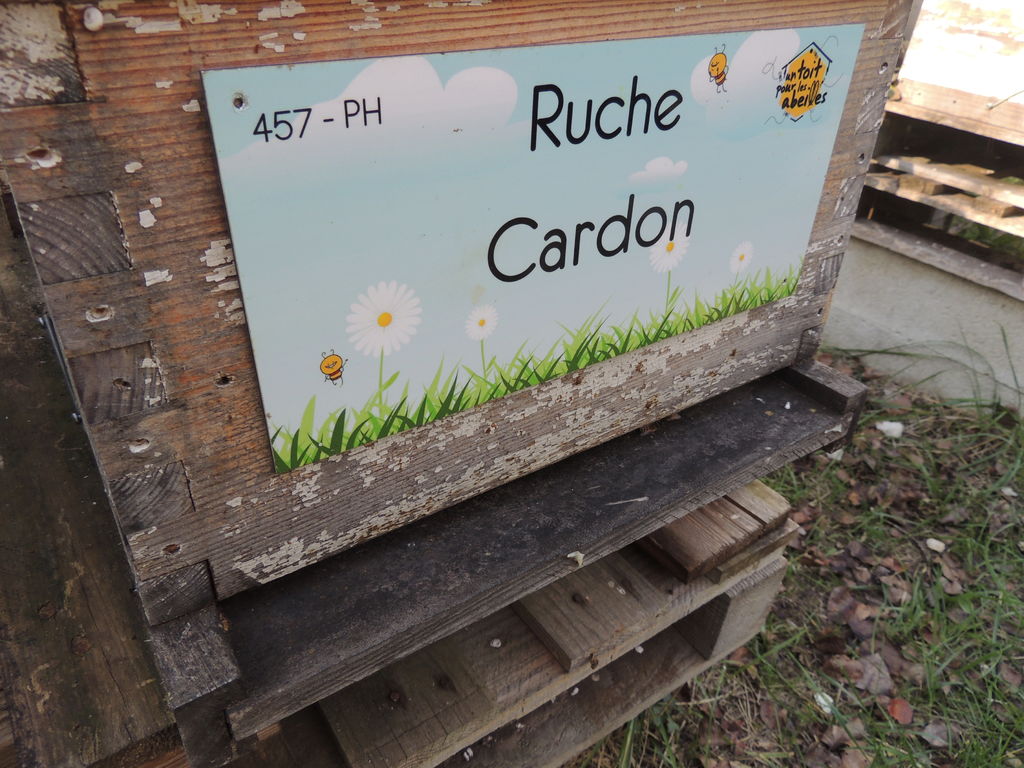 457 - PH
Ruche
Cardon
Un toit
pour les
abeilles